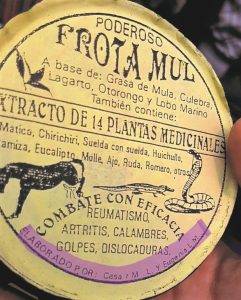 PODEROSO
FROTA MUL
A base de: Grasa de Mula, Culebra,
Lagarto, Otorongo y Lobo Marino
También contiene:
EXTRACTO DE 14 PLANTAS MEDICINALES
Matico, Chirichiri, Suelda con suelda, Huichullo,
Eucalipto, Molle, Ajo, Ruda, Romero, otros
COMBATE CON EFICACIA
REUMATISMO,
ARTRITIS, CALAMBRES,
GOLPES, DISLOCADURAS,
ELABORADO POR: Cesar M. L. y Eugenia